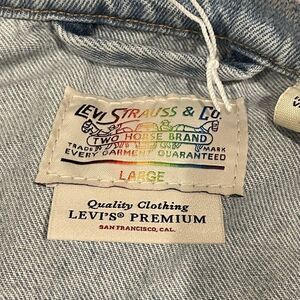 LEVI STRAUSS & CO.
TWO HORSE BRAND
TRADE MARK
EVERY GARMENT GUARANTEED
LARGE
Quality Clothing
LEVI'S® PREMIUM
SAN FRANCISCO, CAL.